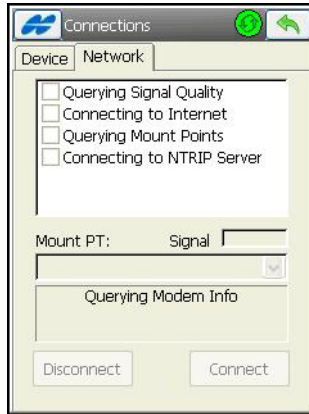 Connections
Device Network
Querying Signal Quality
Connecting to Internet
Querying Mount Points
Connecting to NTRIP Server
Mount PT: Signal
Querying Modem Info
Disconnect Connect